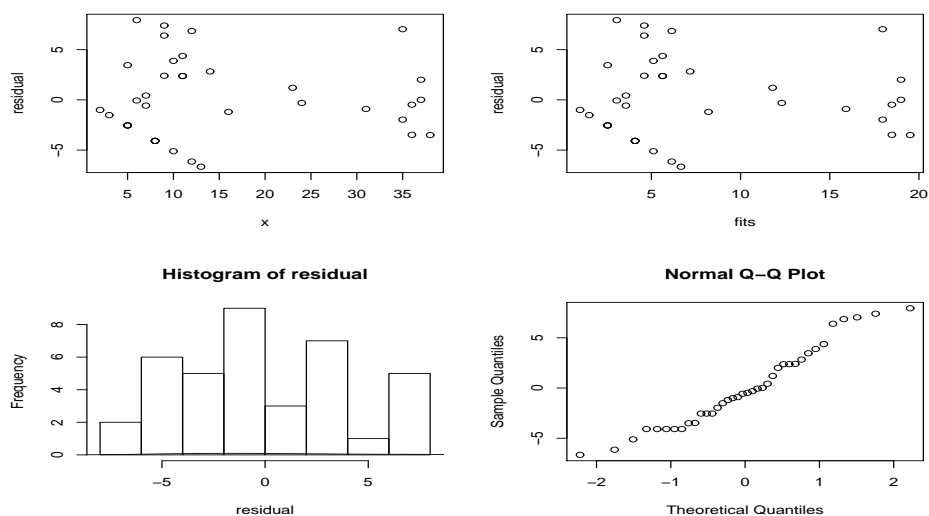 residual
5
0
−5
5 10 15 20 25 30 35
x
residual
5
0
−5
5 10 15 20
fits
Histogram of residual
Frequency
8
6
4
2
0
−5 0 5
residual
Normal Q−Q Plot
Sample Quantiles
5
0
−5
−2 −1 0 1 2
Theoretical Quantiles